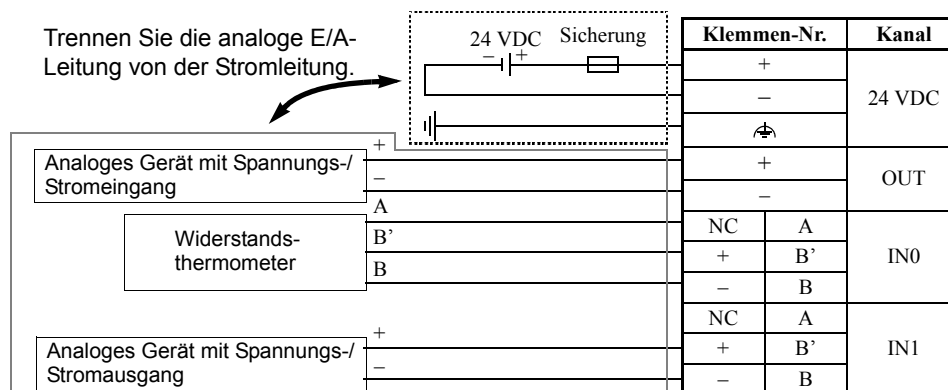 Trennen Sie die analoge E/A-
Leitung von der Stromleitung.
24 VDC Sicherung
– +
Klemmen-Nr. Kanal
+
–
24 VDC
+
–
OUT
NC A
+ B’
– B
IN0
NC A
+ B’
– B
IN1
+
–
Analoges Gerät mit Spannungs-/
Stromeingang
A
B’
B
Widerstands-
thermometer
+
–
Analoges Gerät mit Spannungs-/
Stromausgang